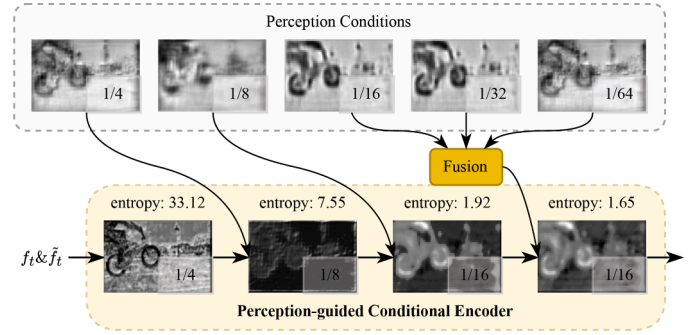 Perception Conditions
1/4
1/8
1/16
1/32
1/64
Fusion
entropy: 33.12
entropy: 7.55
entropy: 1.92
entropy: 1.65
f_t&f̃_t
1/4
1/8
1/16
1/16
Perception-guided Conditional Encoder